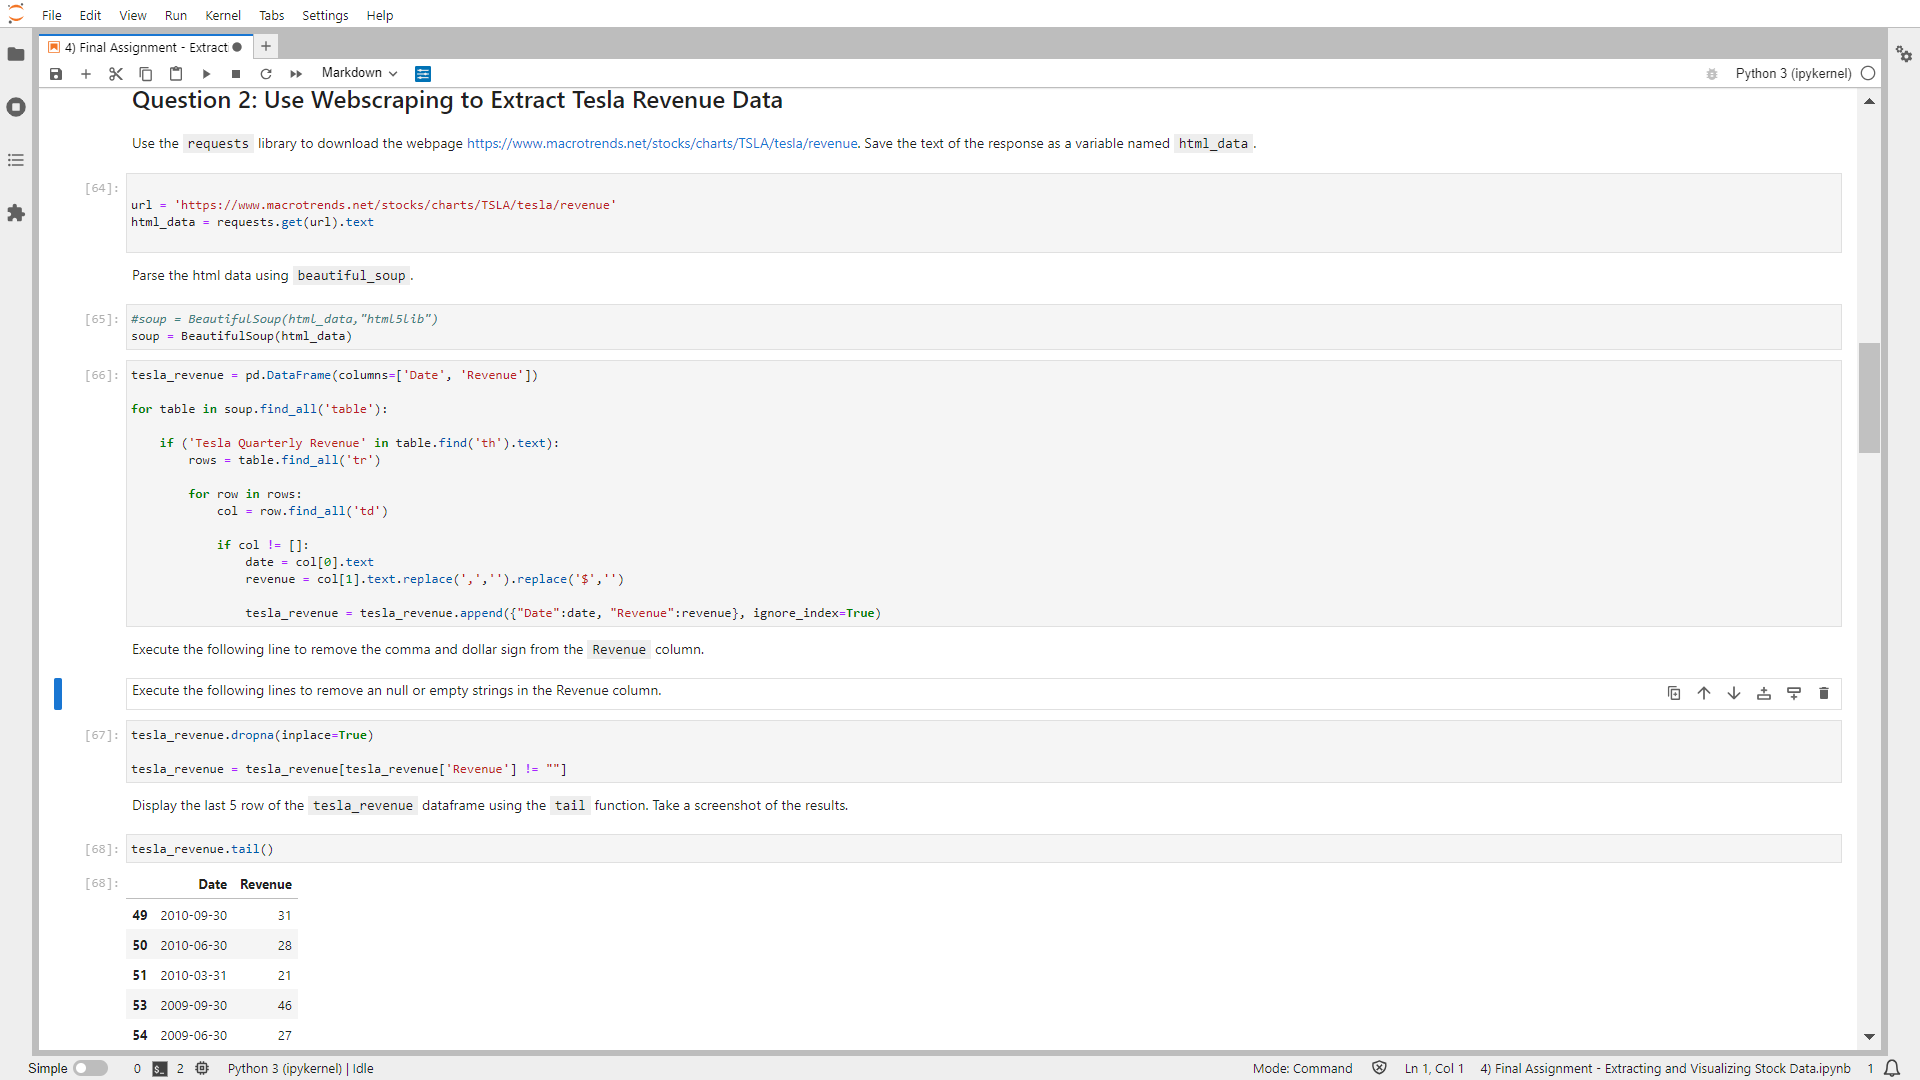 File Edit View Run Kernel Tabs Settings Help
4) Final Assignment - Extract
Markdown
Python 3 (ipykernel)
Question 2: Use Webscraping to Extract Tesla Revenue Data
Use the requests library to download the webpage https://www.macrotrends.net/stocks/charts/TSLA/tesla/revenue. Save the text of the response as a variable named html_data.
[64]:
url = 'https://www.macrotrends.net/stocks/charts/TSLA/tesla/revenue'
html_data = requests.get(url).text
Parse the html data using beautiful_soup.
[65]: #soup = BeautifulSoup(html_data,"html5lib")
soup = BeautifulSoup(html_data)
[66]: tesla_revenue = pd.DataFrame(columns=['Date', 'Revenue'])
for table in soup.find_all('table'):
if ('Tesla Quarterly Revenue' in table.find('th').text):
rows = table.find_all('tr')
for row in rows:
col = row.find_all('td')
if col != []:
date = col[0].text
revenue = col[1].text.replace(',','').replace('$','')
tesla_revenue = tesla_revenue.append({"Date":date, "Revenue":revenue}, ignore_index=True)
Execute the following line to remove the comma and dollar sign from the Revenue column.
Execute the following lines to remove an null or empty strings in the Revenue column.
[67]: tesla_revenue.dropna(inplace=True)
tesla_revenue = tesla_revenue[tesla_revenue['Revenue'] != ""]
Display the last 5 row of the tesla_revenue dataframe using the tail function. Take a screenshot of the results.
[68]: tesla_revenue.tail()
[68]: Date Revenue
49 2010-09-30 31
50 2010-06-30 28
51 2010-03-31 21
53 2009-09-30 46
54 2009-06-30 27
Simple 0 $_ 2 Python 3 (ipykernel) | Idle Mode: Command Ln 1, Col 1 4) Final Assignment - Extracting and Visualizing Stock Data.ipynb 1